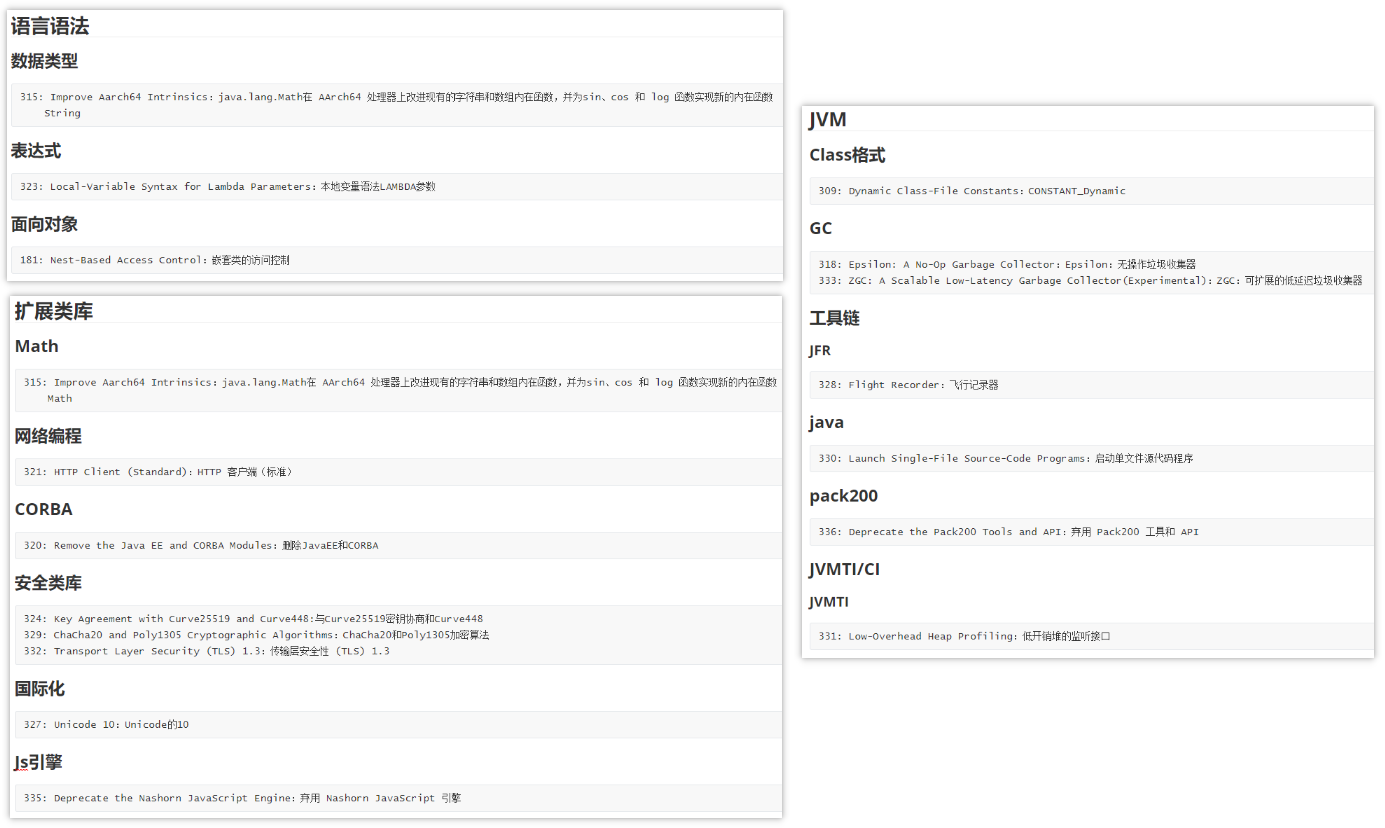 语言语法
数据类型
315: Improve Aarch64 Intrinsics：java.lang.Math在 AArch64 处理器上改进现有的字符串和数组内在函数，并为sin、cos 和 log 函数实现新的内在函数
String
表达式
323: Local-Variable Syntax for Lambda Parameters：本地变量语法LAMBDA参数
面向对象
181: Nest-Based Access Control：嵌套类的访问控制
扩展类库
Math
315: Improve Aarch64 Intrinsics：java.lang.Math在 AArch64 处理器上改进现有的字符串和数组内在函数，并为sin、cos 和 log 函数实现新的内在函数
Math
网络编程
321: HTTP Client (Standard)：HTTP 客户端（标准）
CORBA
320: Remove the Java EE and CORBA Modules：删除JavaEE和CORBA
安全类库
324: Key Agreement with Curve25519 and Curve448:与Curve25519密钥协商和Curve448
329: ChaCha20 and Poly1305 Cryptographic Algorithms：ChaCha20和Poly1305加密算法
332: Transport Layer Security (TLS) 1.3：传输层安全性 (TLS) 1.3
国际化
327: Unicode 10：Unicode的10
Js引擎
335: Deprecate the Nashorn JavaScript Engine：弃用 Nashorn JavaScript 引擎
JVM
Class格式
309: Dynamic Class-File Constants：CONSTANT_Dynamic
GC
318: Epsilon: A No-Op Garbage Collector：Epsilon：无操作垃圾收集器
333: ZGC: A Scalable Low-Latency Garbage Collector(Experimental)：ZGC：可扩展的低延迟垃圾收集器
工具链
JFR
328: Flight Recorder：飞行记录器
java
330: Launch Single-File Source-Code Programs：启动单文件源代码程序
pack200
336: Deprecate the Pack200 Tools and API：弃用 Pack200 工具和 API
JVMTI/CI
JVMTI
331: Low-Overhead Heap Profiling：低开销堆的监听接口